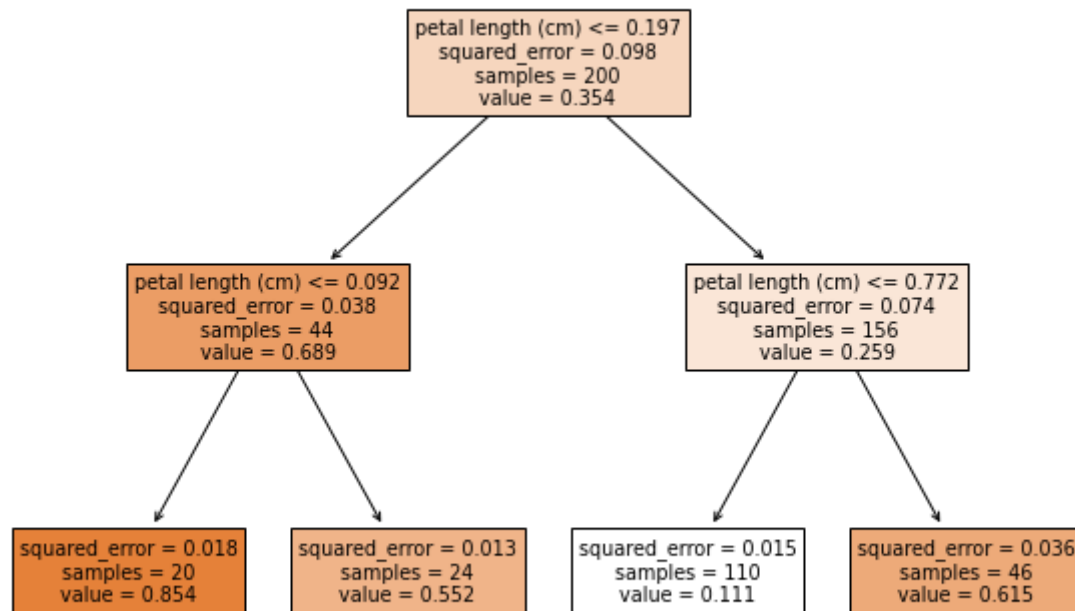 petal length (cm) <= 0.197
squared_error = 0.098
samples = 200
value = 0.354
petal length (cm) <= 0.092
squared_error = 0.038
samples = 44
value = 0.689
petal length (cm) <= 0.772
squared_error = 0.074
samples = 156
value = 0.259
squared_error = 0.018
samples = 20
value = 0.854
squared_error = 0.013
samples = 24
value = 0.552
squared_error = 0.015
samples = 110
value = 0.111
squared_error = 0.036
samples = 46
value = 0.615